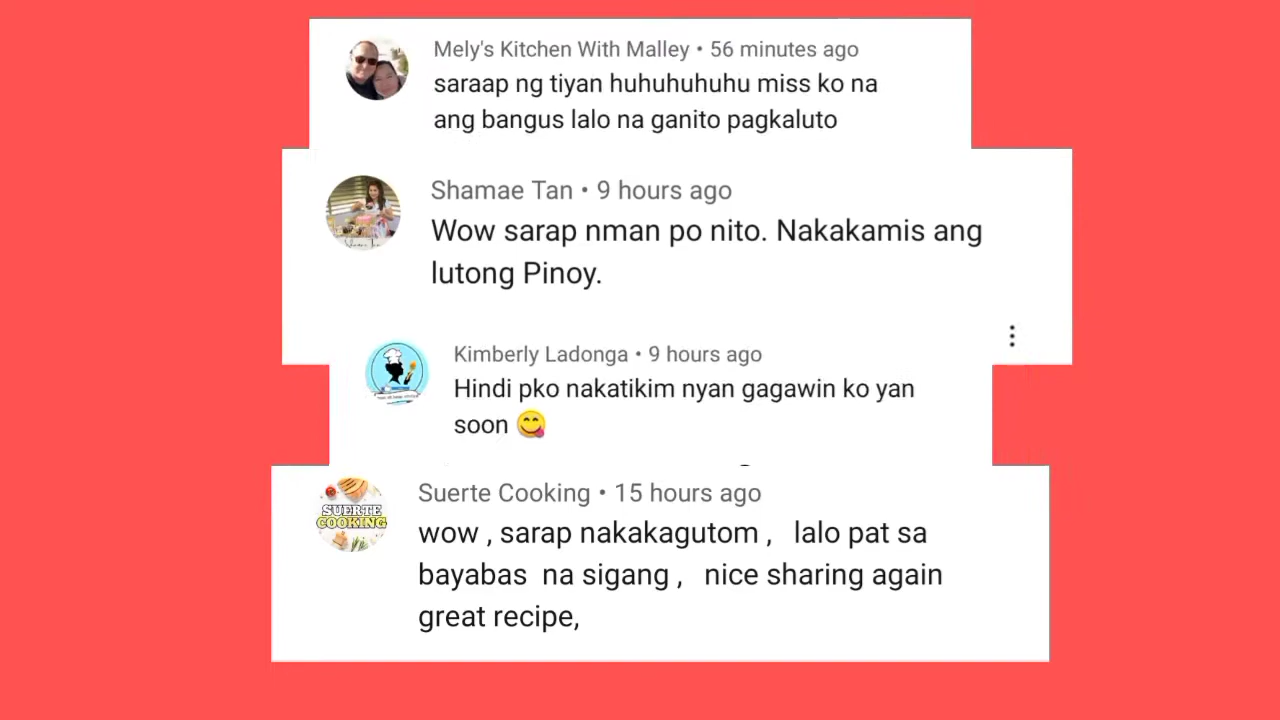 Mely's Kitchen With Malley • 56 minutes ago
saraap ng tiyan huhuhuhuhu miss ko na
ang bangus lalo na ganito pagkaluto
Shamae Tan • 9 hours ago
Wow sarap nman po nito. Nakakamis ang
lutong Pinoy.
Kimberly Ladonga • 9 hours ago
Hindi pko nakatikim nyan gagawin ko yan
soon 😋
SUERTE
COOKING
Suerte Cooking • 15 hours ago
wow , sarap nakakagutom ,   lalo pat sa
bayabas  na sigang ,   nice sharing again
great recipe,